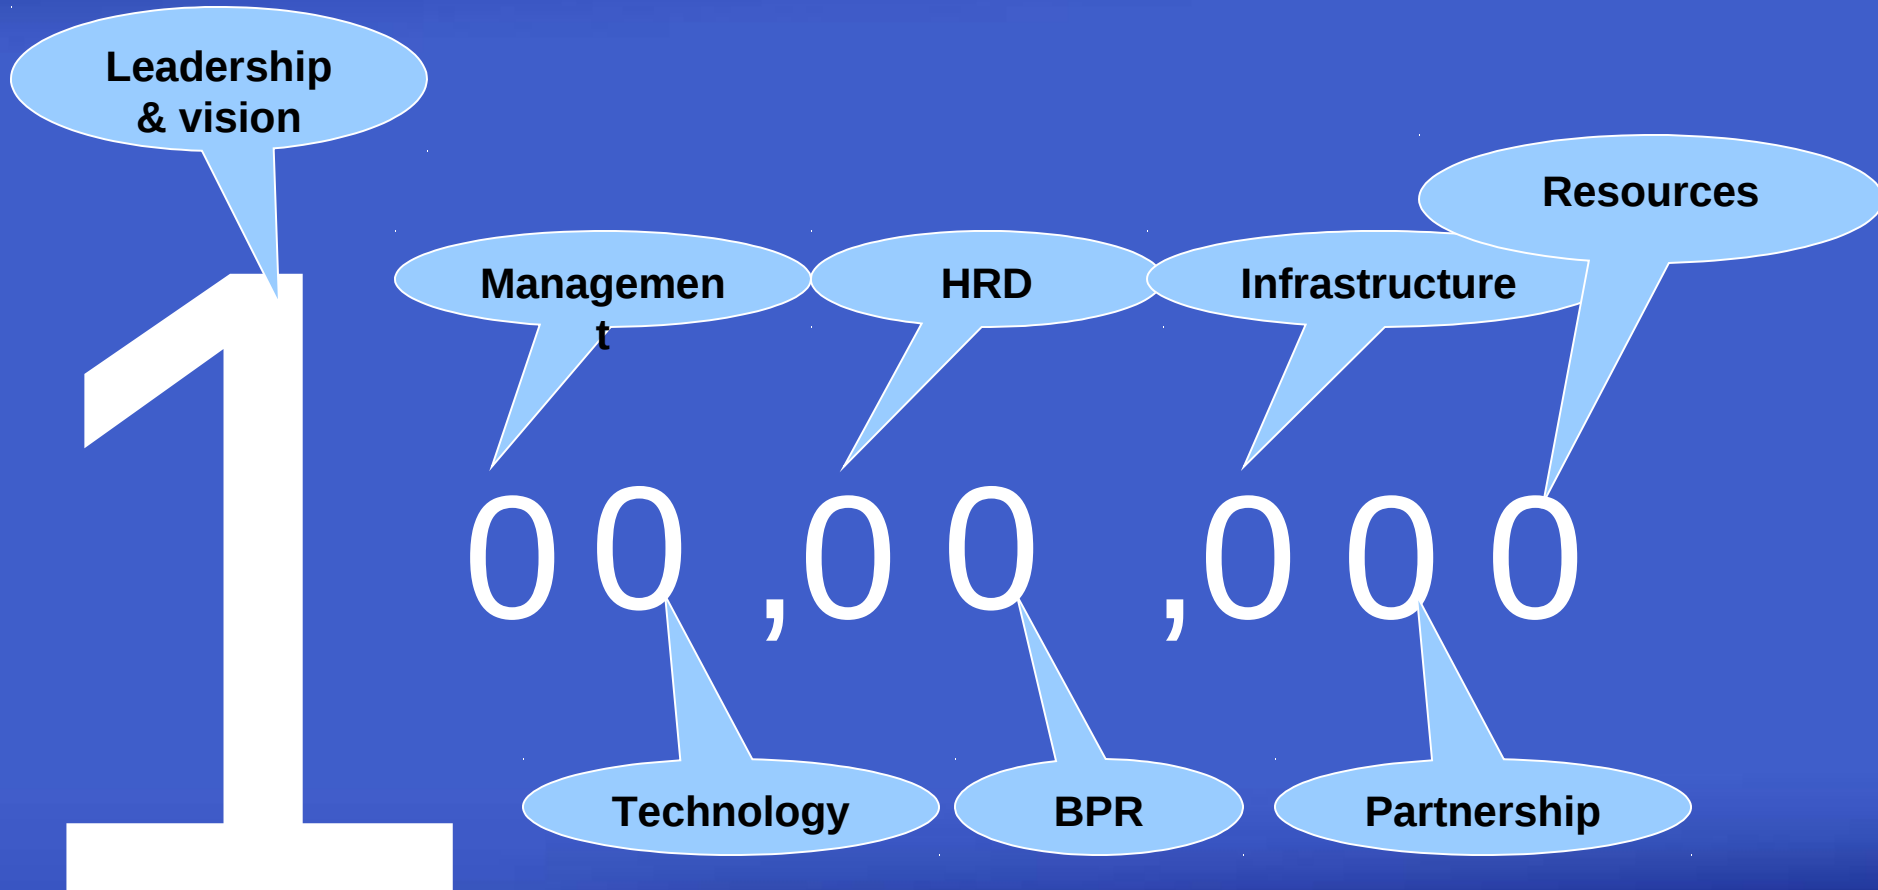 Leadership
& vision
Resources
Managemen
t
HRD
Infrastructure
1
00,00,000
Technology
BPR
Partnership